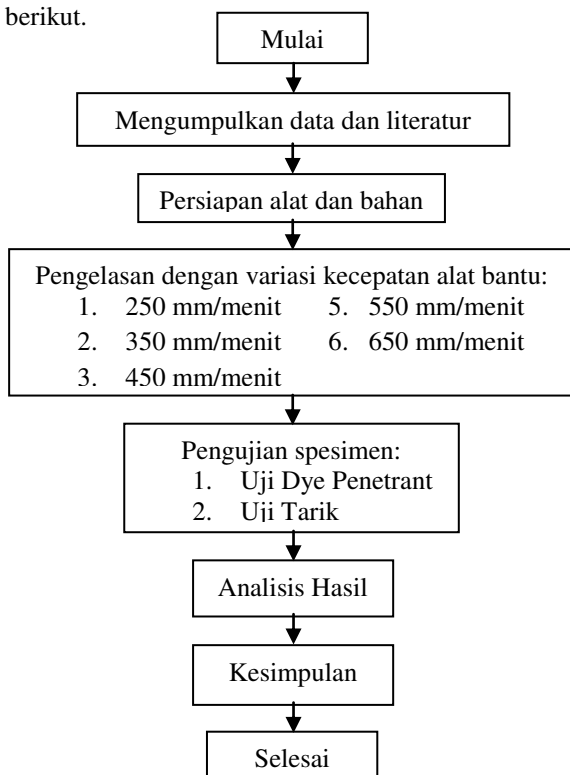 berikut.
Mulai
Mengumpulkan data dan literatur
Persiapan alat dan bahan
Pengelasan dengan variasi kecepatan alat bantu:
1. 250 mm/menit 5. 550 mm/menit
2. 350 mm/menit 6. 650 mm/menit
3. 450 mm/menit
Pengujian spesimen:
1. Uji Dye Penetrant
2. Uji Tarik
Analisis Hasil
Kesimpulan
Selesai